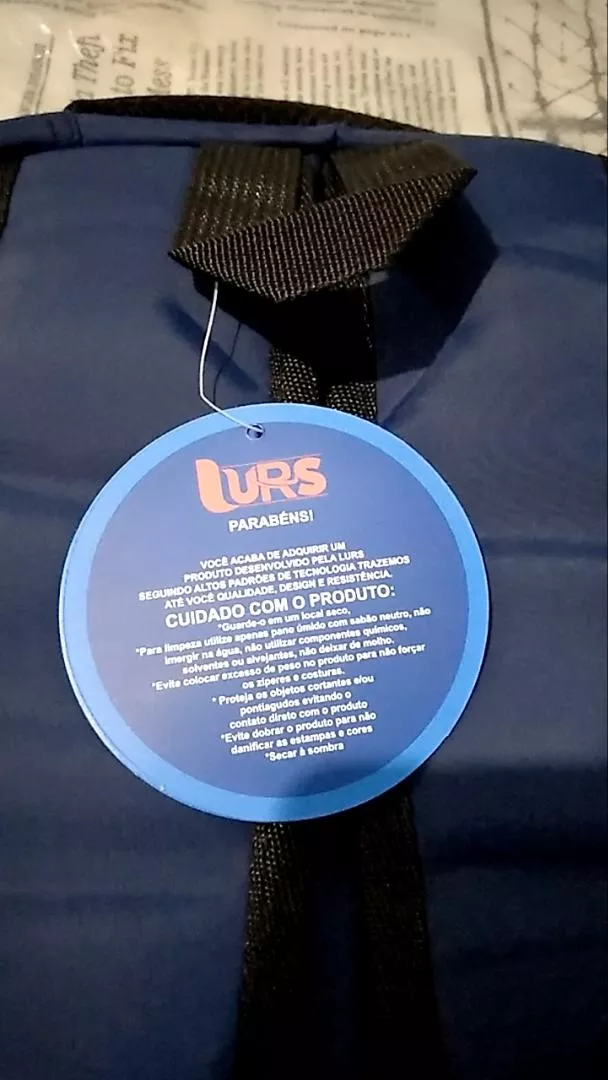 a Thef
to Fir
Mess
LURS
PARABÉNS!
VOCÊ ACABA DE ADQUIRIR UM
PRODUTO DESENVOLVIDO PELA LURS
SEGUINDO ALTOS PADRÕES DE TECNOLOGIA TRAZEMOS
ATÉ VOCÊ QUALIDADE, DESIGN E RESISTÊNCIA.
CUIDADO COM O PRODUTO:
*Guarde-o em um local seco,
*Para limpeza utilize apenas pano úmido com sabão neutro, não
imergir na água, não utilizar componentes químicos,
solventes ou alvejantes, não deixar de molho.
*Evite colocar excesso de peso no produto para não forçar
os zíperes e costuras.
* Proteja os objetos cortantes e/ou
pontiagudos evitando o
contato direto com o produto
*Evite dobrar o produto para não
danificar as estampas e cores
*Secar à sombra